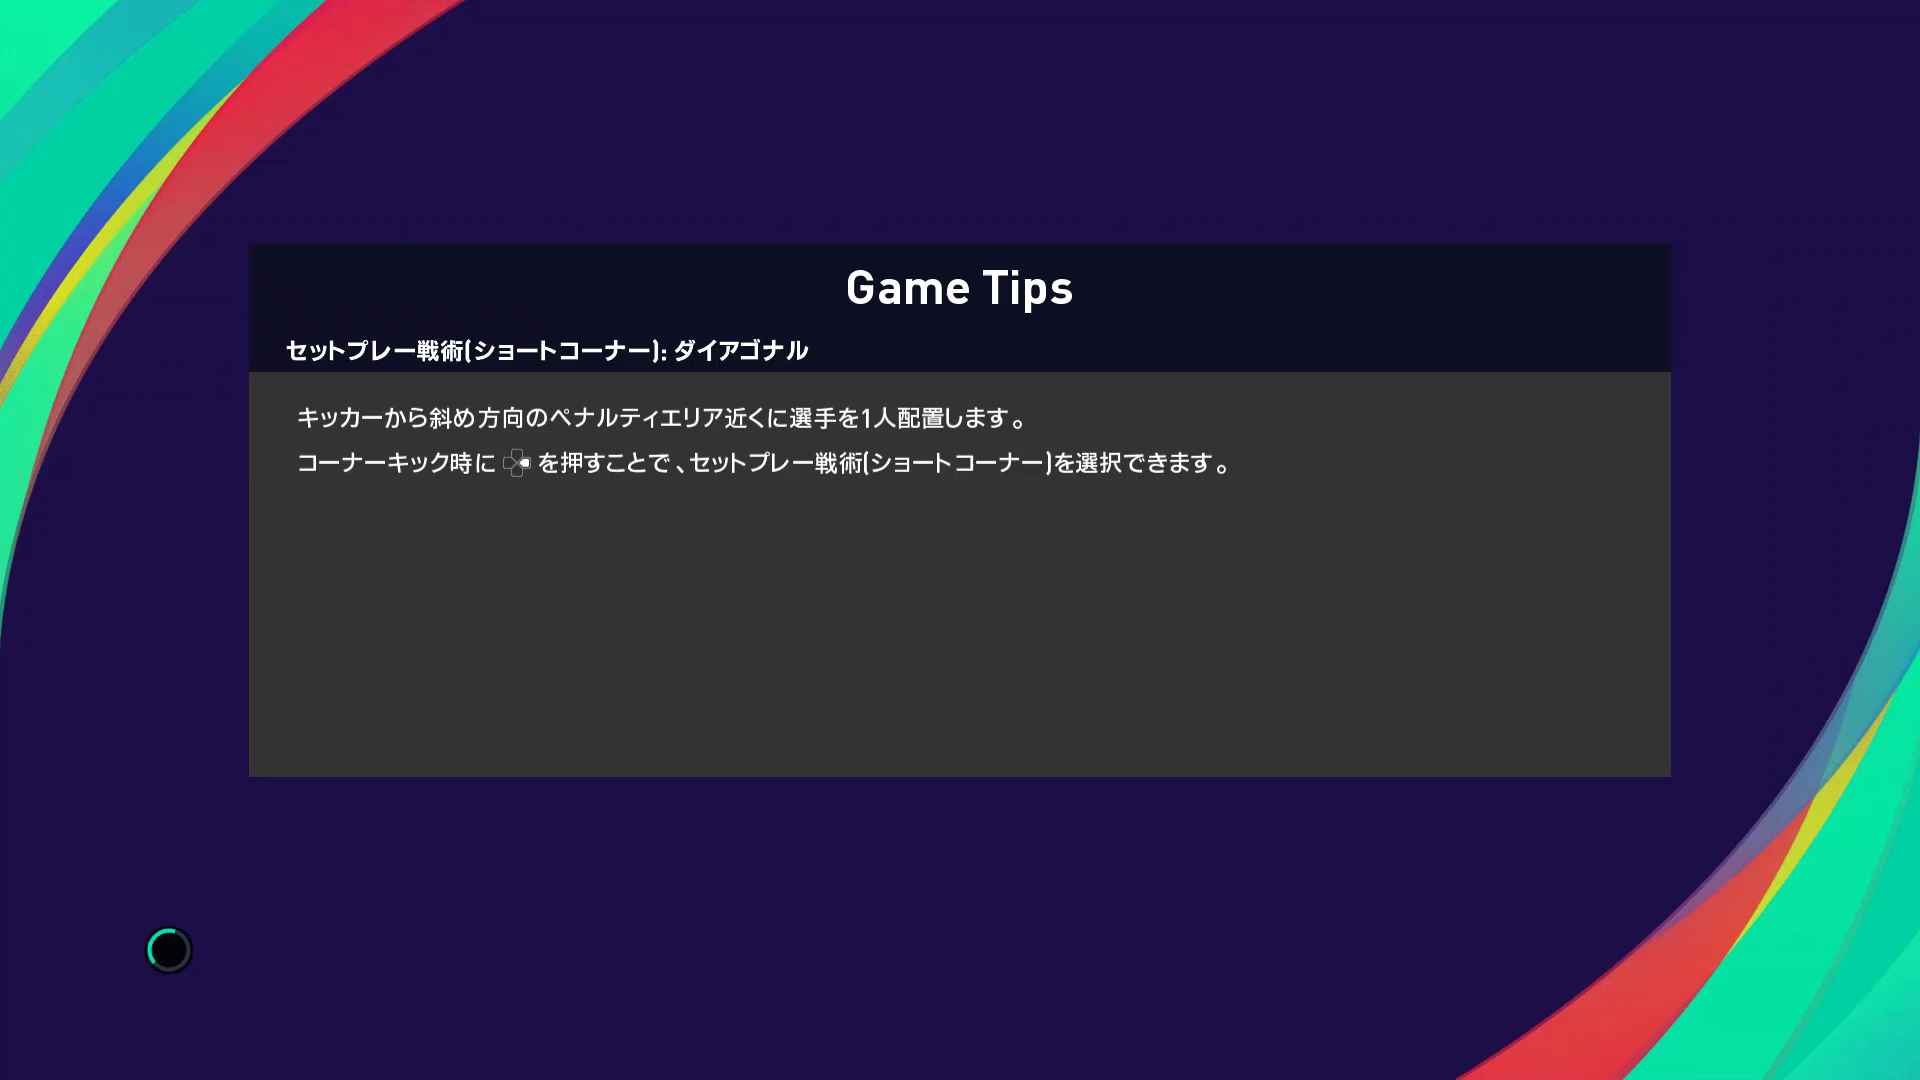 Game Tips
セットプレー戦術(ショートコーナー): ダイアゴナル
キッカーから斜め方向のペナルティエリア近くに選手を1人配置します。
コーナーキック時に を押すことで、セットプレー戦術(ショートコーナー)を選択できます。